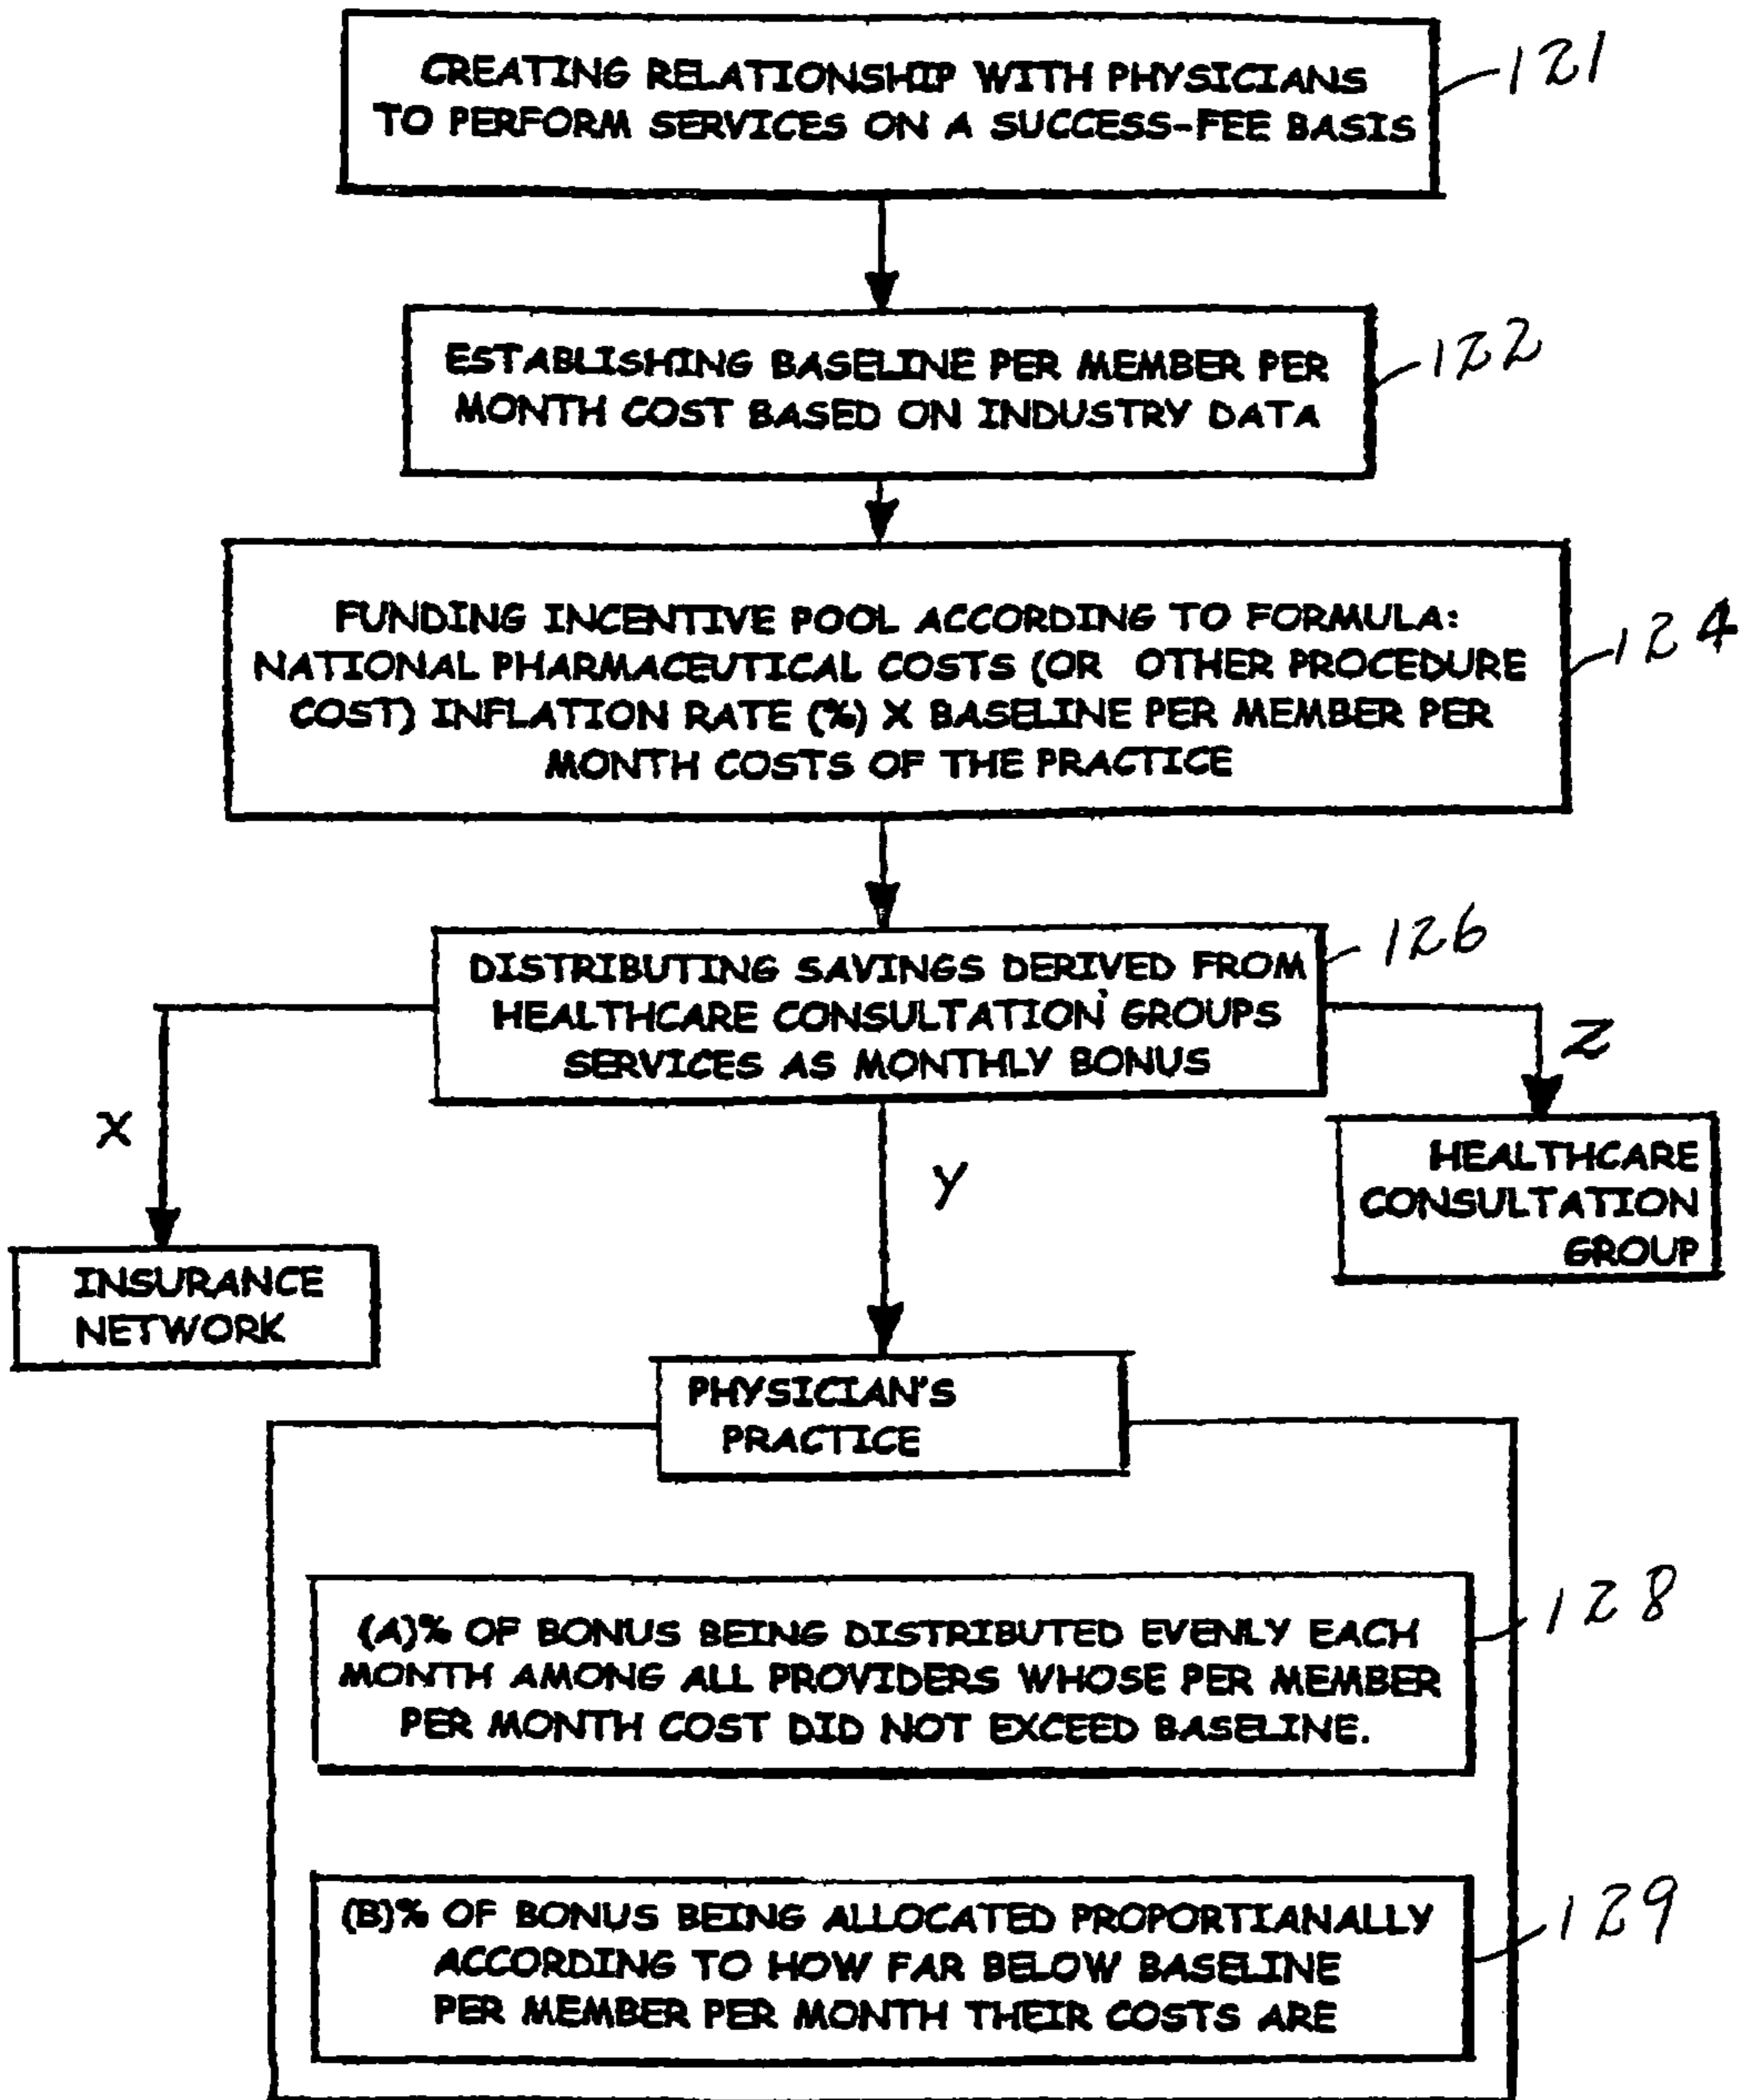 CREATING RELATIONSHIP WITH PHYSICIANS
TO PERFORM SERVICES ON A SUCCESS-FEE BASIS
121
ESTABLISHING BASELINE PER MEMBER PER
MONTH COST BASED ON INDUSTRY DATA
122
FUNDING INCENTIVE POOL ACCORDING TO FORMULA:
NATIONAL PHARMACEUTICAL COSTS (OR OTHER PROCEDURE
COST) INFLATION RATE (%) X BASELINE PER MEMBER PER
MONTH COSTS OF THE PRACTICE
124
DISTRIBUTING SAVINGS DERIVED FROM
HEALTHCARE CONSULTATION GROUPS
SERVICES AS MONTHLY BONUS
126
X
Y
Z
HEALTHCARE
CONSULTATION
GROUP
INSURANCE
NETWORK
PHYSICIAN'S
PRACTICE
(A)% OF BONUS BEING DISTRIBUTED EVENLY EACH
MONTH AMONG ALL PROVIDERS WHOSE PER MEMBER
PER MONTH COST DID NOT EXCEED BASELINE.
128
(B)% OF BONUS BEING ALLOCATED PROPORTIANALLY
ACCORDING TO HOW FAR BELOW BASELINE
PER MEMBER PER MONTH THEIR COSTS ARE
129